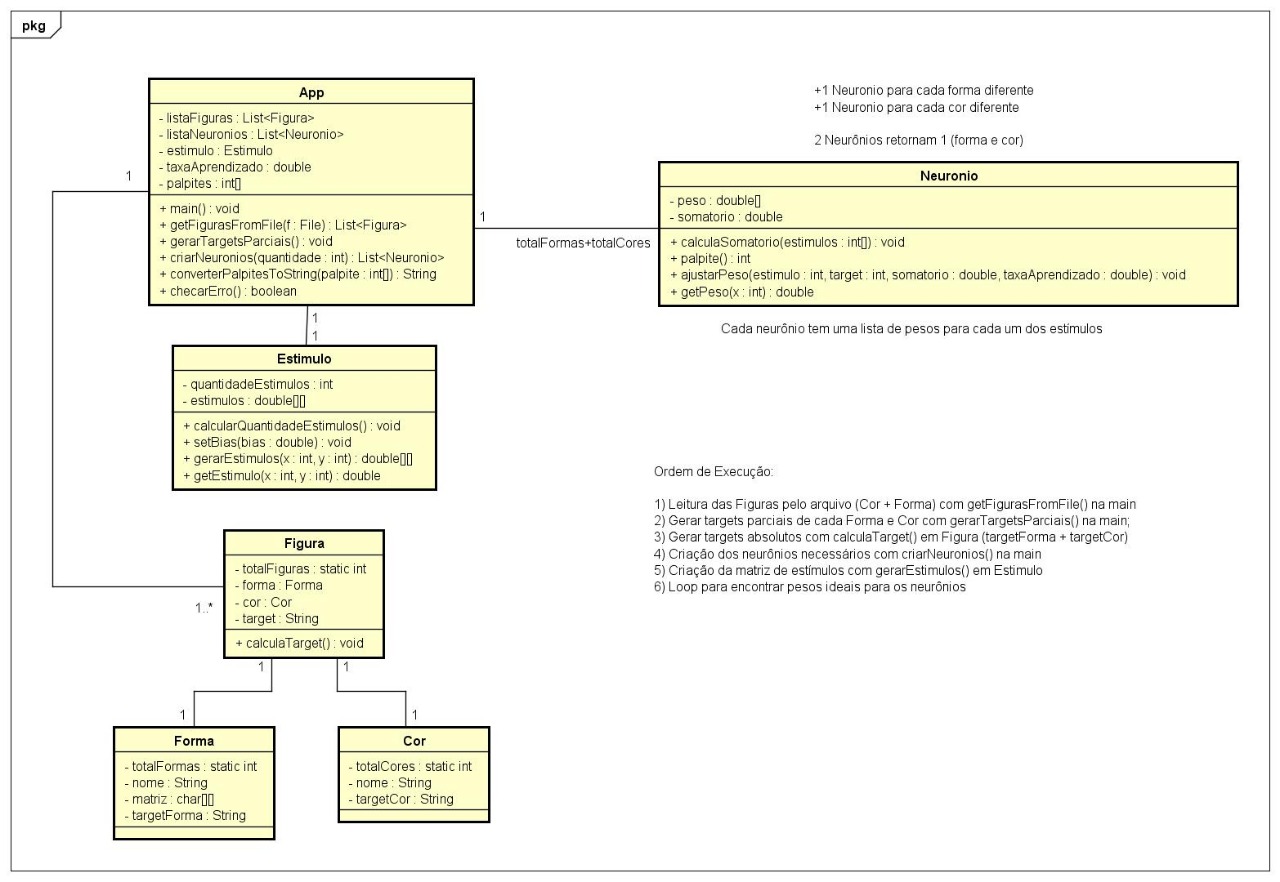 pkg
App
- listaFiguras : List<Figura>
- listaNeuronios : List<Neuronio>
- estimulo : Estimulo
- taxaAprendizado : double
- palpites : int[]
+ main() : void
+ getFigurasFromFile(f : File) : List<Figura>
+ gerarTargetsParciais() : void
+ criarNeuronios(quantidade : int) : List<Neuronio>
+ converterPalpitesToString(palpite : int[]) : String
+ checarErro() : boolean
1
1
totalFormas+totalCores
+1 Neuronio para cada forma diferente
+1 Neuronio para cada cor diferente
2 Neurônios retornam 1 (forma e cor)
Neuronio
- peso : double[]
- somatorio : double
+ calculaSomatorio(estimulos : int[]) : void
+ palpite() : int
+ ajustarPeso(estimulo : int, target : int, somatorio : double, taxaAprendizado : double) : void
+ getPeso(x : int) : double
Cada neurônio tem uma lista de pesos para cada um dos estímulos
1
1
Estimulo
- quantidadeEstimulos : int
- estimulos : double[][]
+ calcularQuantidadeEstimulos() : void
+ setBias(bias : double) : void
+ gerarEstimulos(x : int, y : int) : double[][]
+ getEstimulo(x : int, y : int) : double
Ordem de Execução:
1) Leitura das Figuras pelo arquivo (Cor + Forma) com getFigurasFromFile() na main
2) Gerar targets parciais de cada Forma e Cor com gerarTargetsParciais() na main;
3) Gerar targets absolutos com calculaTarget() em Figura (targetForma + targetCor)
4) Criação dos neurônios necessários com criarNeuronios() na main
5) Criação da matriz de estímulos com gerarEstimulos() em Estimulo
6) Loop para encontrar pesos ideais para os neurônios
1..*
Figura
- totalFiguras : static int
- forma : Forma
- cor : Cor
- target : String
+ calculaTarget() : void
1
1
1
1
Forma
- totalFormas : static int
- nome : String
- matriz : char[][]
- targetForma : String
Cor
- totalCores : static int
- nome : String
- targetCor : String